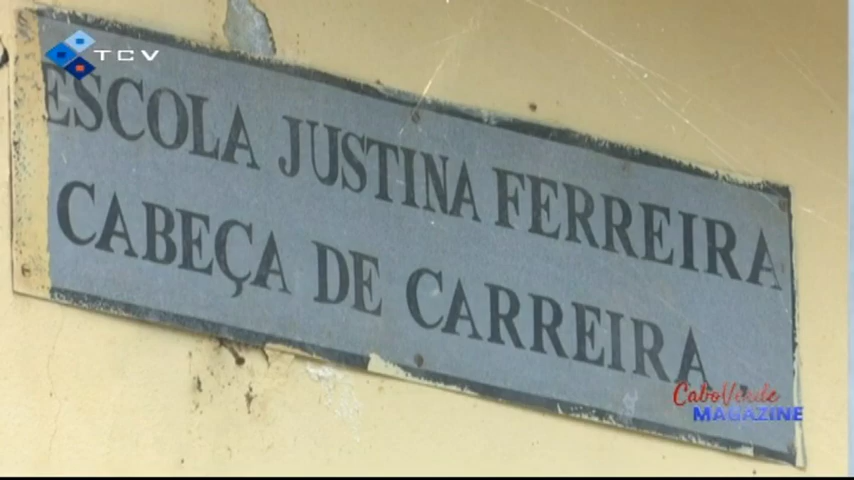 TCV
ESCOLA JUSTINA FERREIRA
CABEÇA DE CARREIRA
CaboVerde
MAGAZINE